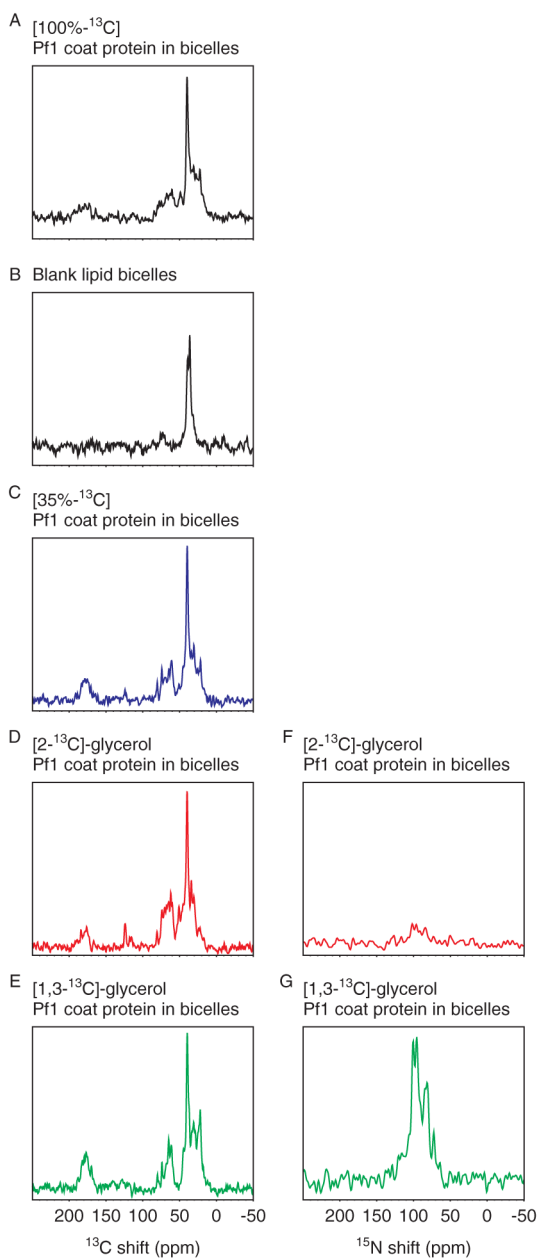 A [100%-¹³C]
Pf1 coat protein in bicelles
B Blank lipid bicelles
C [35%-¹³C]
Pf1 coat protein in bicelles
D [2-¹³C]-glycerol
Pf1 coat protein in bicelles
F [2-¹³C]-glycerol
Pf1 coat protein in bicelles
E [1,3-¹³C]-glycerol
Pf1 coat protein in bicelles
G [1,3-¹³C]-glycerol
Pf1 coat protein in bicelles
200 150 100 50 0 -50
¹³C shift (ppm)
200 150 100 50 0 -50
¹⁵N shift (ppm)